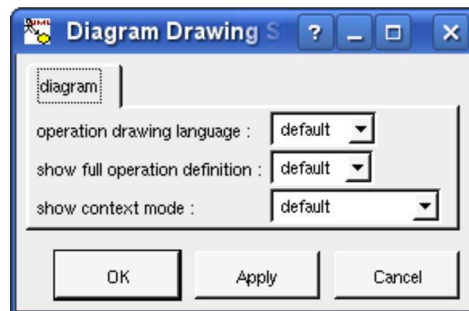 Diagram Drawing S
diagram
operation drawing language : default
show full operation definition : default
show context mode : default
OK Apply Cancel